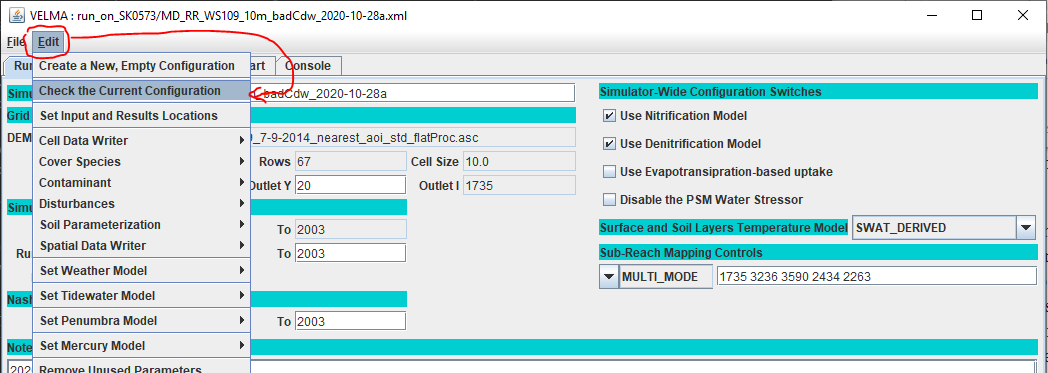 VELMA : run_on_SK0573/MD_RR_WS109_10m_badCdw_2020-10-28a.xml
File Edit
Run art Console
Create a New, Empty Configuration
Check the Current Configuration
Set Input and Results Locations
Cell Data Writer
Cover Species
Contaminant
Disturbances
Soil Parameterization
Spatial Data Writer
Set Weather Model
Set Tidewater Model
Set Penumbra Model
Set Mercury Model
Remove Unused Parameters
Simu _badCdw_2020-10-28a
Grid
DEM _7-9-2014_nearest_aoi_std_flatProc.asc
Rows 67 Cell Size 10.0
Outlet Y 20 Outlet I 1735
Simu
To 2003
Ru To 2003
Nash
To 2003
Note
202
Simulator-Wide Configuration Switches
Use Nitrification Model
Use Denitrification Model
Use Evapotransipration-based uptake
Disable the PSM Water Stressor
Surface and Soil Layers Temperature Model SWAT_DERIVED
Sub-Reach Mapping Controls
MULTI_MODE 1735 3236 3590 2434 2263